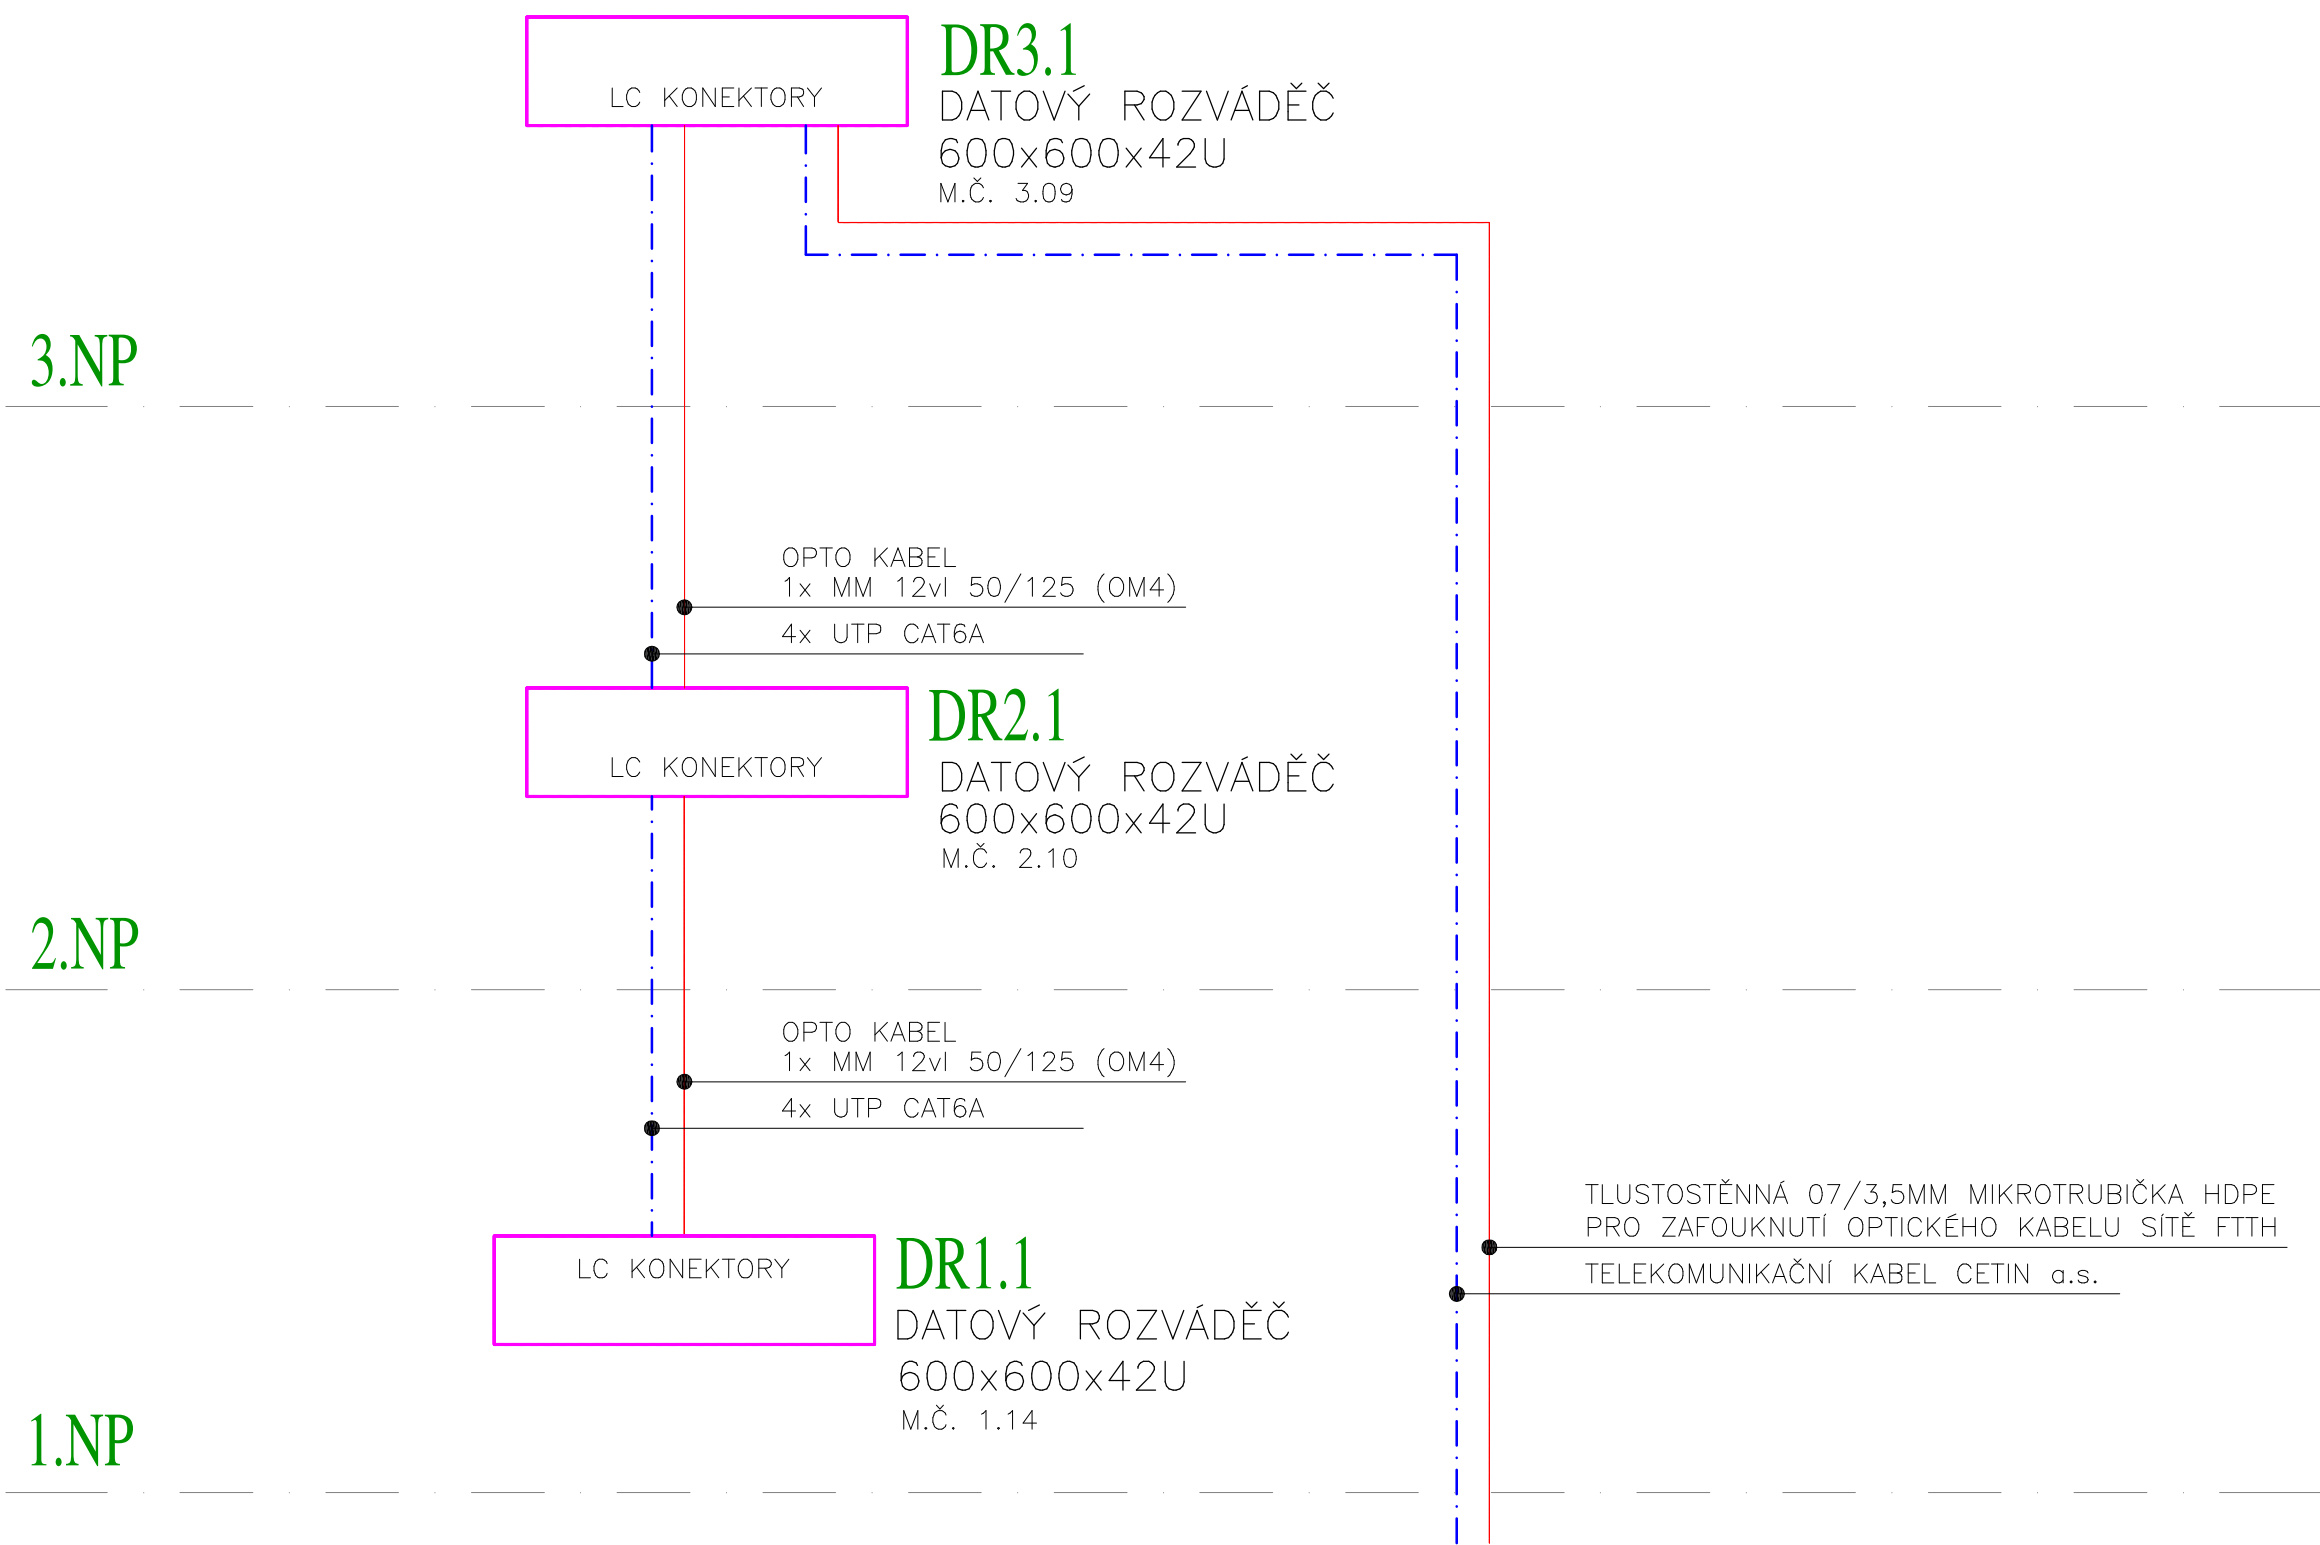 DR3.1
LC KONEKTORY
DATOVÝ ROZVÁDĚČ
600x600x42U
M.Č. 3.09
3.NP
OPTO KABEL
1x MM 12vl 50/125 (OM4)
4x UTP CAT6A
DR2.1
LC KONEKTORY
DATOVÝ ROZVÁDĚČ
600x600x42U
M.Č. 2.10
2.NP
OPTO KABEL
1x MM 12vl 50/125 (OM4)
4x UTP CAT6A
TLUSTOSTĚNNÁ 07/3,5MM MIKROTRUBIČKA HDPE
PRO ZAFOUKNUTÍ OPTICKÉHO KABELU SÍTĚ FTTH
TELEKOMUNIKAČNÍ KABEL CETIN a.s.
DR1.1
LC KONEKTORY
DATOVÝ ROZVÁDĚČ
600x600x42U
M.Č. 1.14
1.NP